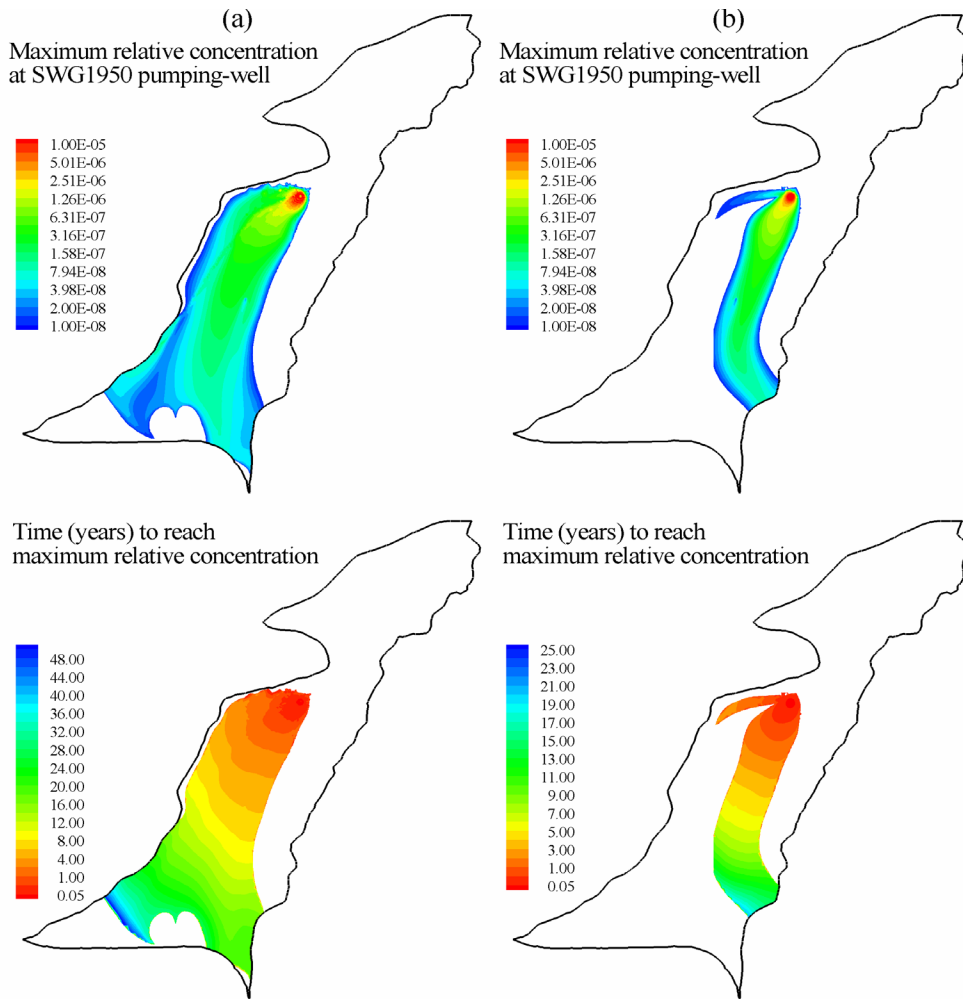 (a)
Maximum relative concentration
at SWG1950 pumping-well
1.00E-05
5.01E-06
2.51E-06
1.26E-06
6.31E-07
3.16E-07
1.58E-07
7.94E-08
3.98E-08
2.00E-08
1.00E-08
(b)
Maximum relative concentration
at SWG1950 pumping-well
1.00E-05
5.01E-06
2.51E-06
1.26E-06
6.31E-07
3.16E-07
1.58E-07
7.94E-08
3.98E-08
2.00E-08
1.00E-08
Time (years) to reach
maximum relative concentration
48.00
44.00
40.00
36.00
32.00
28.00
24.00
20.00
16.00
12.00
8.00
4.00
1.00
0.05
Time (years) to reach
maximum relative concentration
25.00
23.00
21.00
19.00
17.00
15.00
13.00
11.00
9.00
7.00
5.00
3.00
1.00
0.05